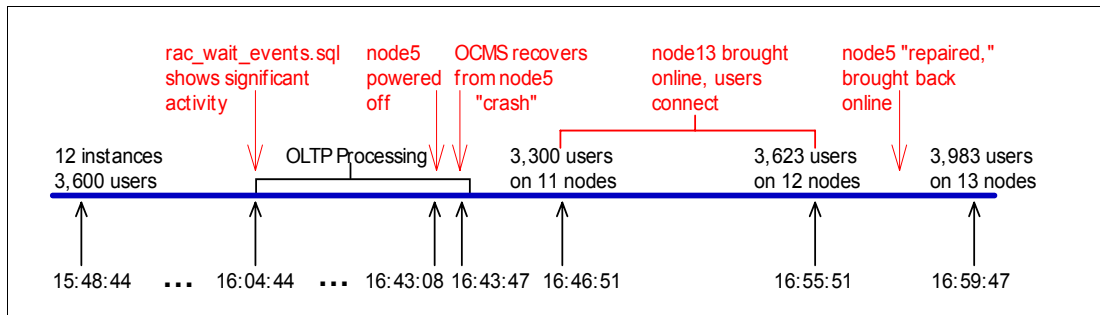 rac_wait_events.sql
shows significant
activity
node5
powered
off
OCMS recovers
from node5
"crash"
node13 brought
online, users
connect
node5 "repaired,"
brought back
online
12 instances
3,600 users
OLTP Processing
3,300 users
on 11 nodes
3,623 users
on 12 nodes
3,983 users
on 13 nodes
15:48:44 ... 16:04:44 ... 16:43:08 16:43:47 16:46:51 16:55:51 16:59:47